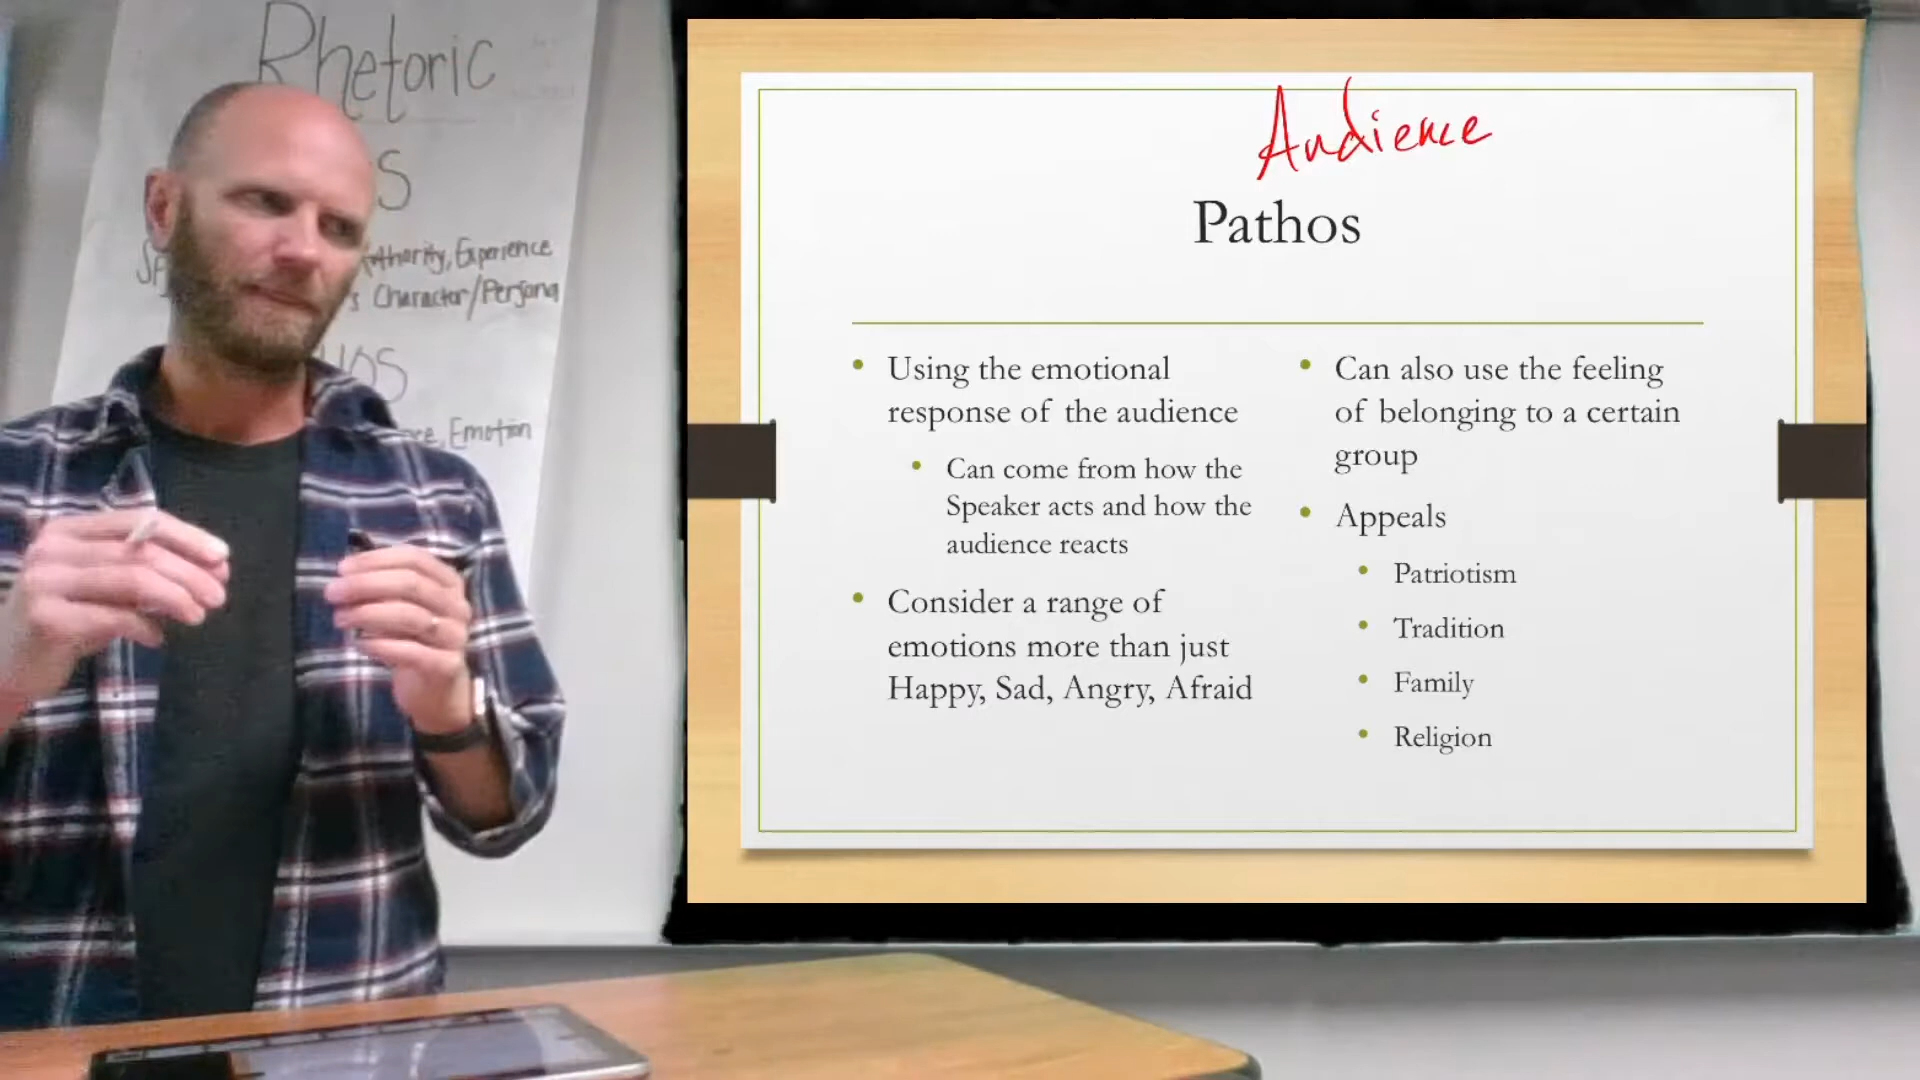 Rhetoric
Authority, Experience
Character/Persona
Emotion
Audience
Pathos
• Using the emotional
response of the audience
• Can come from how the
Speaker acts and how the
audience reacts
• Consider a range of
emotions more than just
Happy, Sad, Angry, Afraid
• Can also use the feeling
of belonging to a certain
group
• Appeals
• Patriotism
• Tradition
• Family
• Religion